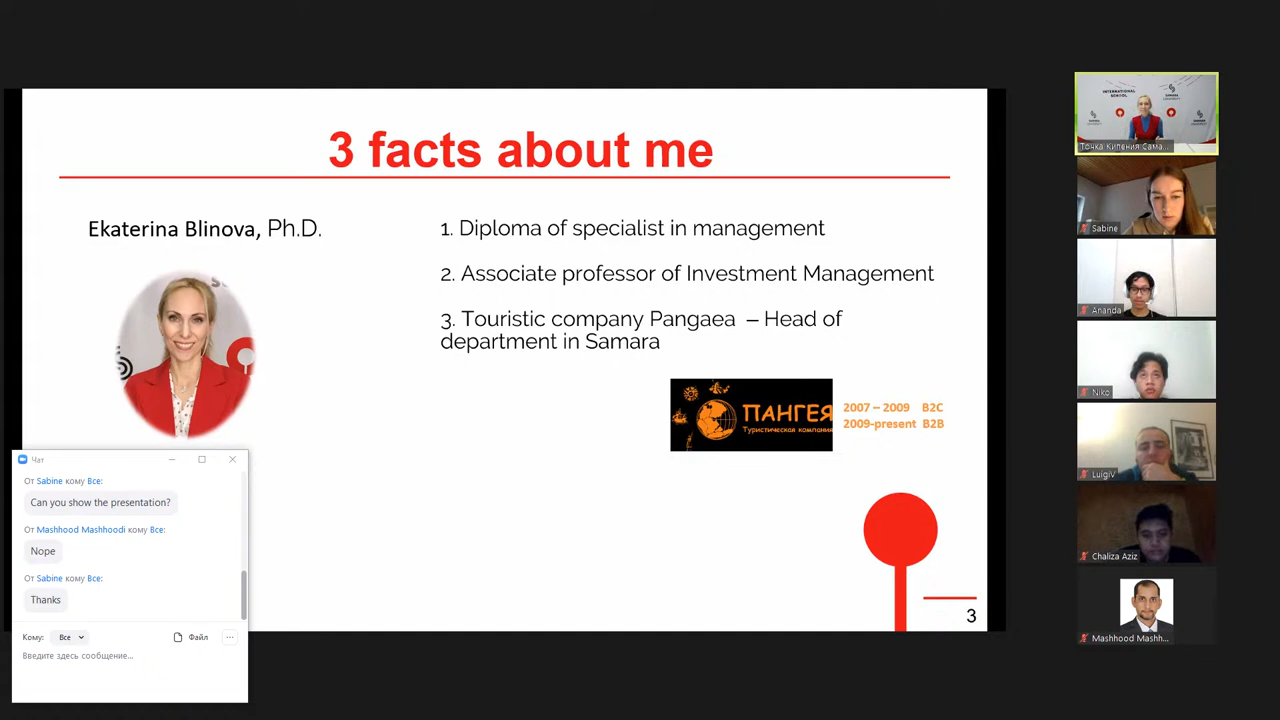 3 facts about me
Ekaterina Blinova, Ph.D.
1. Diploma of specialist in management
2. Associate professor of Investment Management
3. Touristic company Pangaea – Head of
department in Samara
ПАНГЕЯ
Туристическая компания
2007 – 2009 B2C
2009-present B2B
3
Чат
От Sabine кому Все:
Can you show the presentation?
От Mashhood Mashhoodi кому Все:
Nope
От Sabine кому Все:
Thanks
Кому: Все
Файл
Введите здесь сообщение...
INTERNATIONAL
SCHOOL
SAMARA
UNIVERSITY
Точка Кипения Сама...
Sabine
Ananda
Niko
LuigiV
Chaliza Aziz
Mashhood Mashh...